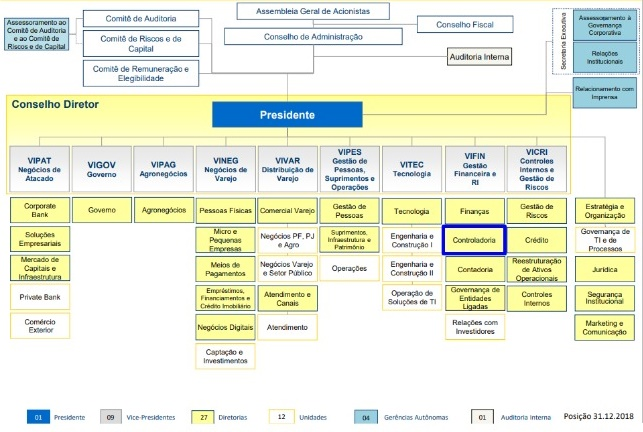 Assessoramento ao
Comitê de Auditoria
e ao Comitê de
Riscos e de Capital
Comitê de Auditoria
Comitê de Riscos e de
Capital
Comitê de Remuneração e
Elegibilidade
Assembleia Geral de Acionistas
Conselho Fiscal
Conselho de Administração
Auditoria Interna
Secretaria Executiva
Assessoramento à
Governança
Corporativa
Relações
Institucionais
Relacionamento com
Imprensa
Conselho Diretor
Presidente
VIPAT
Negócios de
Atacado
VIGOV
Governo
VIPAG
Agronegócios
VINEG
Negócios de
Varejo
VIVAR
Distribuição de
Varejo
VIPES
Gestão de
Pessoas,
Suprimentos e
Operações
VITEC
Tecnologia
VIFIN
Gestão
Financeira e
RI
VICRI
Controles
Internos e
Gestão de
Riscos
Corporate
Bank
Soluções
Empresariais
Mercado de
Capitais e
Infraestrutura
Private Bank
Comércio
Exterior
Governo
Agronegócios
Pessoas Físicas
Micro e
Pequenas
Empresas
Meios de
Pagamentos
Empréstimos,
Financiamentos e
Crédito Imobiliário
Negócios Digitais
Captação e
Investimentos
Comercial Varejo
Negócios PF, PJ
e Agro
Negócios Varejo
e Setor Público
Atendimento e
Canais
Atendimento
Gestão de
Pessoas
Suprimentos,
Infraestrutura e
Patrimônio
Operações
Tecnologia
Engenharia e
Construção I
Engenharia e
Construção II
Operação de
Soluções de TI
Finanças
Controladoria
Contadoria
Governança de
Entidades
Ligadas
Relações com
Investidores
Gestão de
Riscos
Crédito
Reestruturação
de Ativos
Operacionais
Controles
Internos
Estratégia e
Organização
Governança de
TI e de
Processos
Jurídica
Segurança
Institucional
Marketing e
Comunicação
01 Presidente
09 Vice-Presidentes
27 Diretorias
12 Unidades
04 Gerências Autônomas
01 Auditoria Interna
Posição 31.12.2018